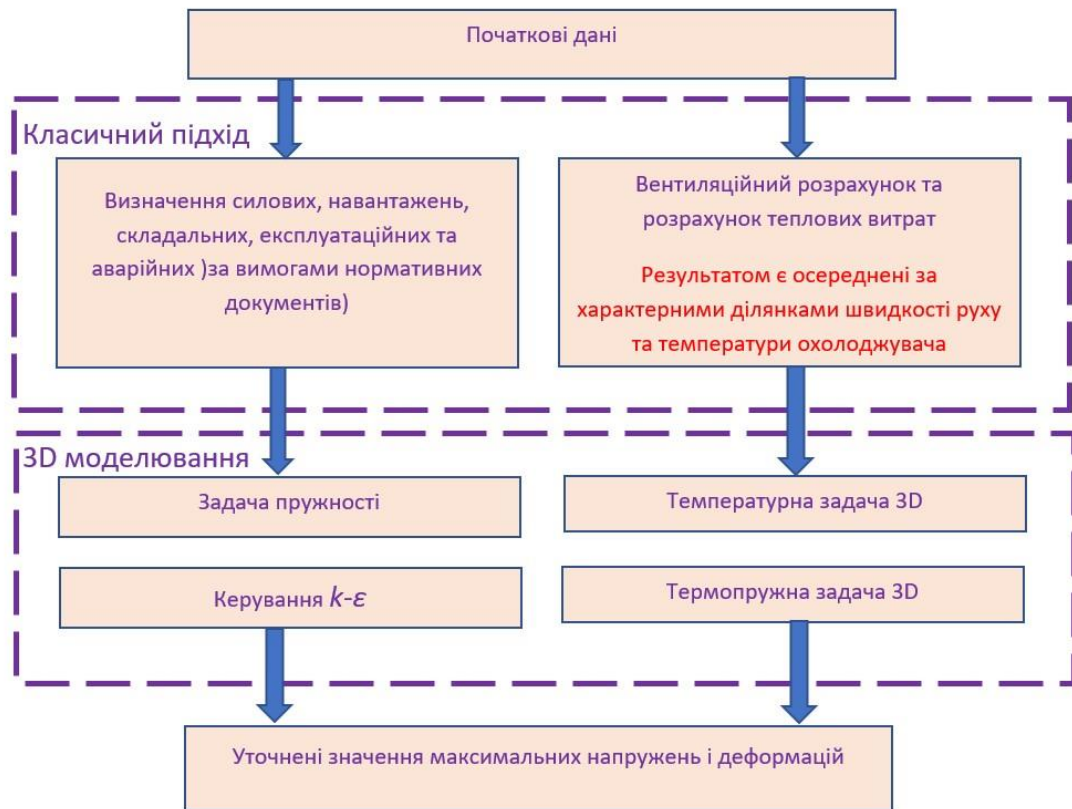 Початкові дані
Класичний підхід
Визначення силових, навантажень,
складальних, експлуатаційних та
аварійних )за вимогами нормативних
документів)
Вентиляційний розрахунок та
розрахунок теплових витрат
Результатом є осереднені за
характерними ділянками швидкості руху
та температури охолоджувача
3D моделювання
Задача пружності
Температурна задача 3D
Керування k-ε
Термопружна задача 3D
Уточнені значення максимальних напружень і деформацій